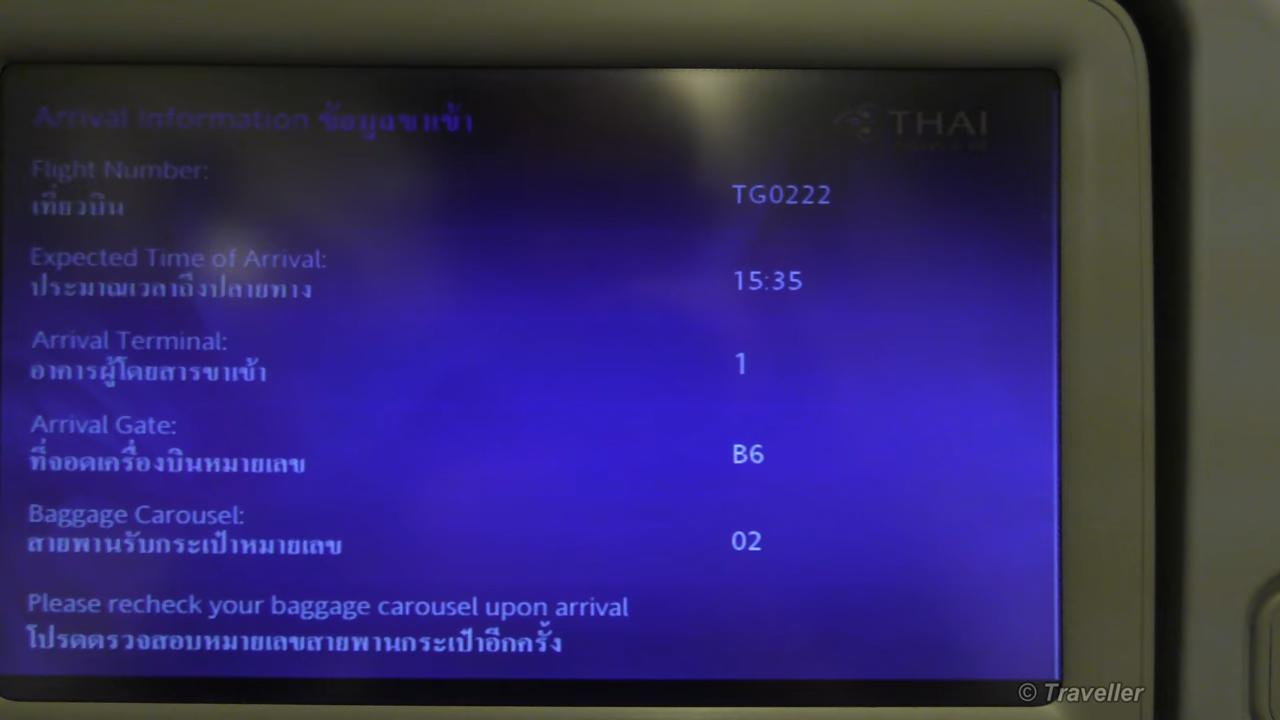 Arrival Information ข้อมูลขาเข้า
THAI
Flight Number:
เที่ยวบิน
TG0222
Expected Time of Arrival:
ประมาณเวลาถึงปลายทาง
15:35
Arrival Terminal:
อาคารผู้โดยสารขาเข้า
1
Arrival Gate:
ที่จอดเครื่องบินหมายเลข
B6
Baggage Carousel:
สายพานรับกระเป๋าหมายเลข
02
Please recheck your baggage carousel upon arrival
โปรดตรวจสอบหมายเลขสายพานกระเป๋าอีกครั้ง
© Traveller